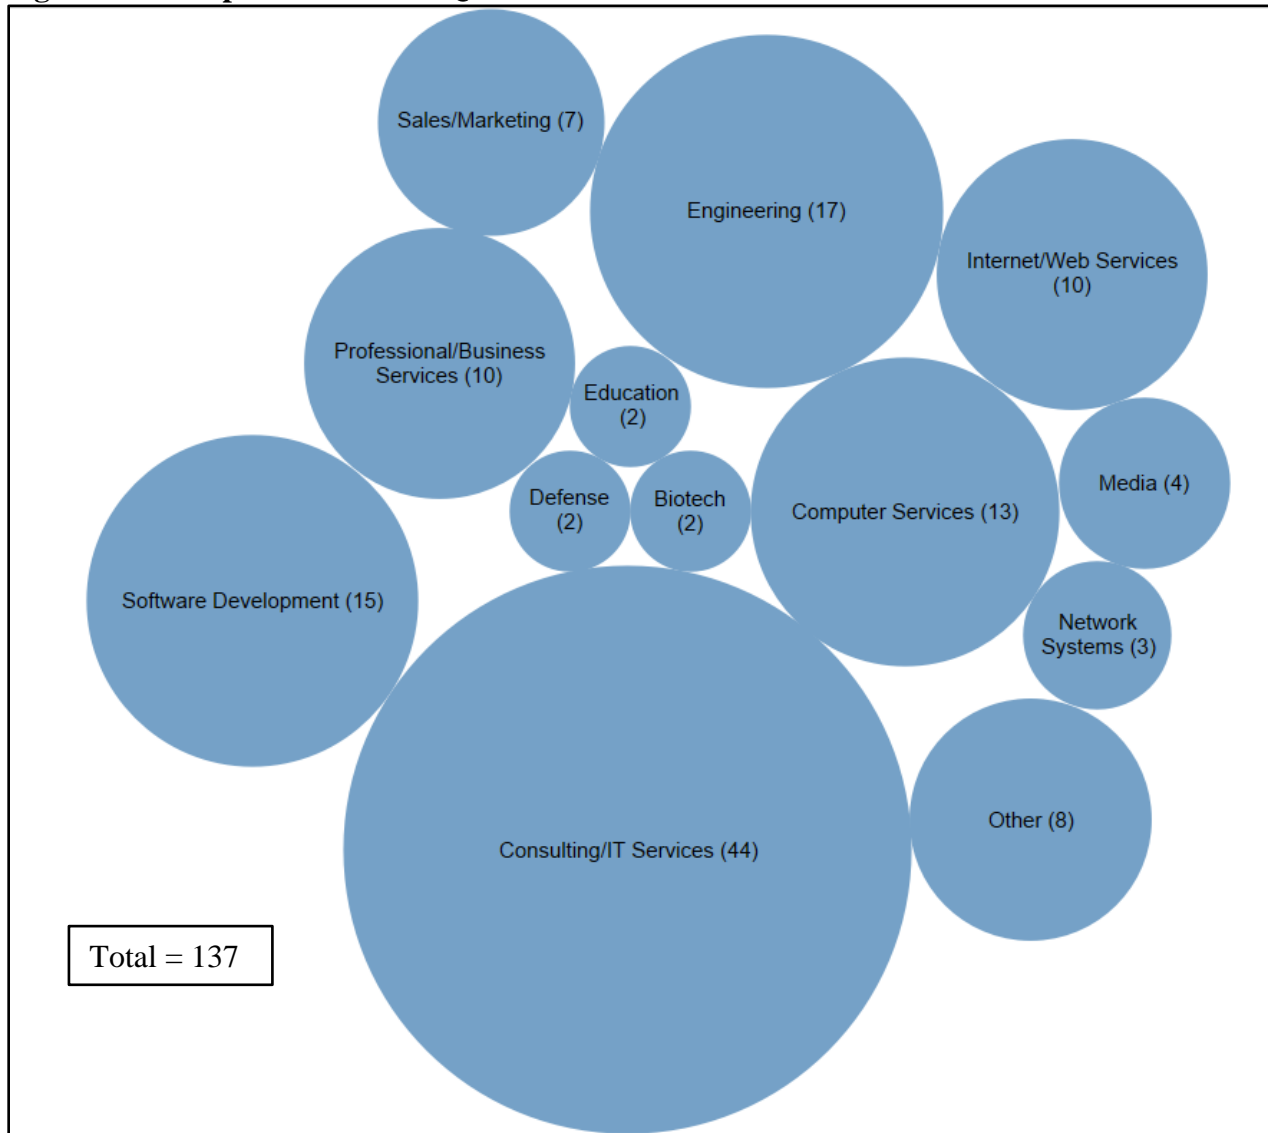 Sales/Marketing (7)
Engineering (17)
Internet/Web Services
(10)
Professional/Business
Services (10)
Education
(2)
Defense
(2)
Biotech
(2)
Computer Services (13)
Media (4)
Software Development (15)
Network
Systems (3)
Other (8)
Consulting/IT Services (44)
Total = 137